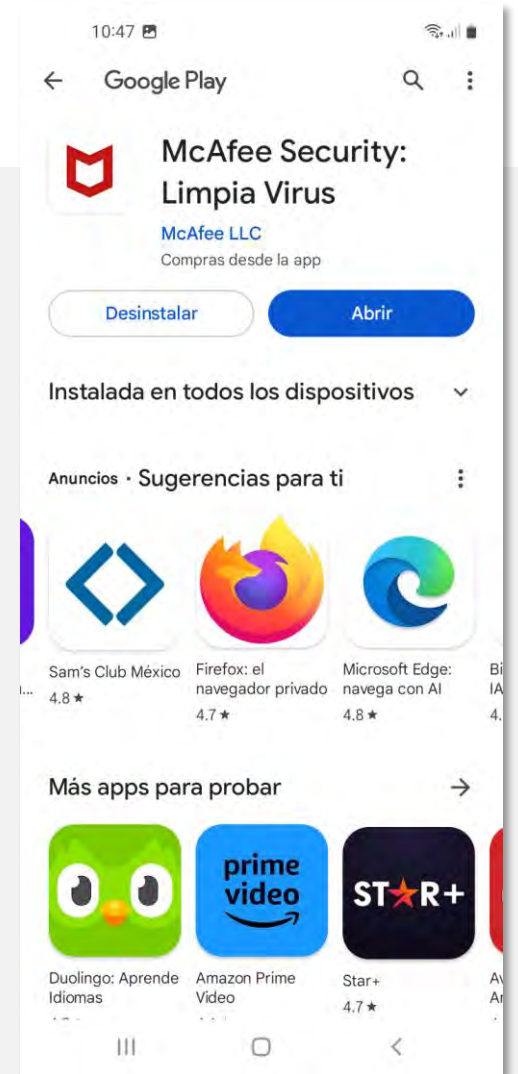 10:47
Google Play
McAfee Security:
Limpia Virus
McAfee LLC
Compras desde la app
Desinstalar
Abrir
Instalada en todos los dispositivos
Anuncios • Sugerencias para ti
Sam's Club México
4.8 ★
Firefox: el
navegador privado
4.7 ★
Microsoft Edge:
navega con AI
4.8 ★
Bi
IA
4.
Más apps para probar
prime
video
ST★R+
Duolingo: Aprende
Idiomas
Amazon Prime
Video
Star+
4.7 ★